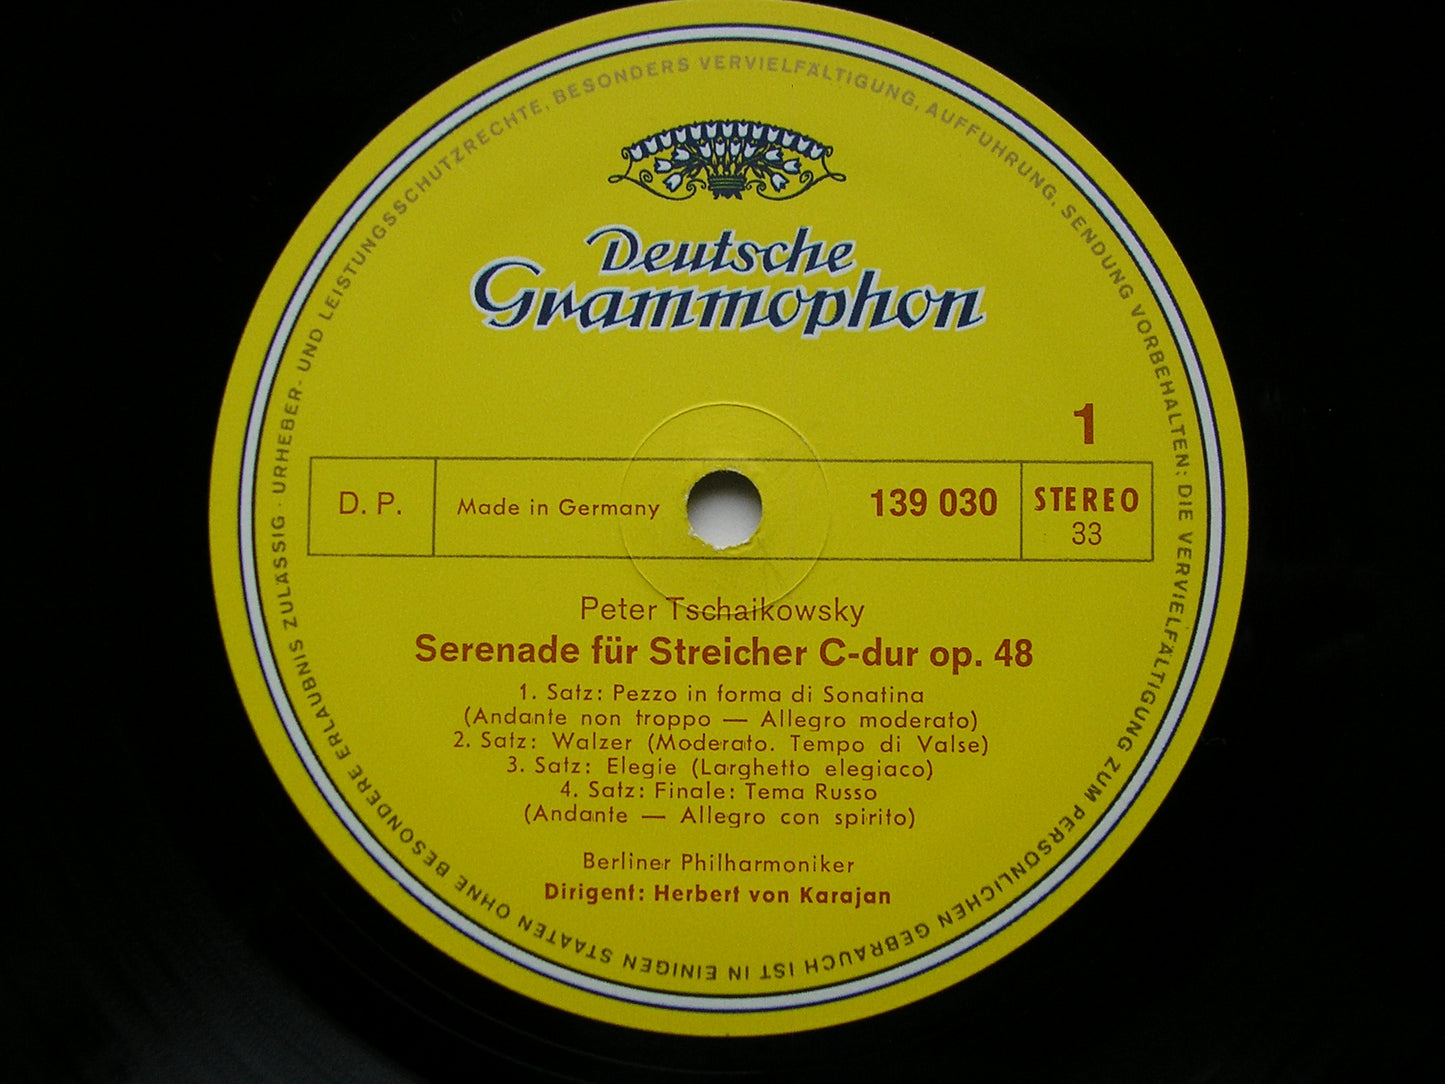 URHEBER- UND LEISTUNGSSCHUTZRECHTE, BESONDERS VERVIELFÄLTIGUNG, AUFFÜHRUNG, SENDUNG VORBEHALTEN; DIE VERVIELFÄLTIGUNG ZUM PERSÖNLICHEN GEBRAUCH IST IN EINIGEN STAATEN OHNE BESONDERE ERLAUBNIS ZULÄSSIG ·
Deutsche
Grammophon
1
D. P. Made in Germany 139 030 STEREO
33
Peter Tschaikowsky
Serenade für Streicher C-dur op. 48
1. Satz: Pezzo in forma di Sonatina
(Andante non troppo — Allegro moderato)
2. Satz: Walzer (Moderato. Tempo di Valse)
3. Satz: Elegie (Larghetto elegiaco)
4. Satz: Finale: Tema Russo
(Andante — Allegro con spirito)
Berliner Philharmoniker
Dirigent: Herbert von Karajan